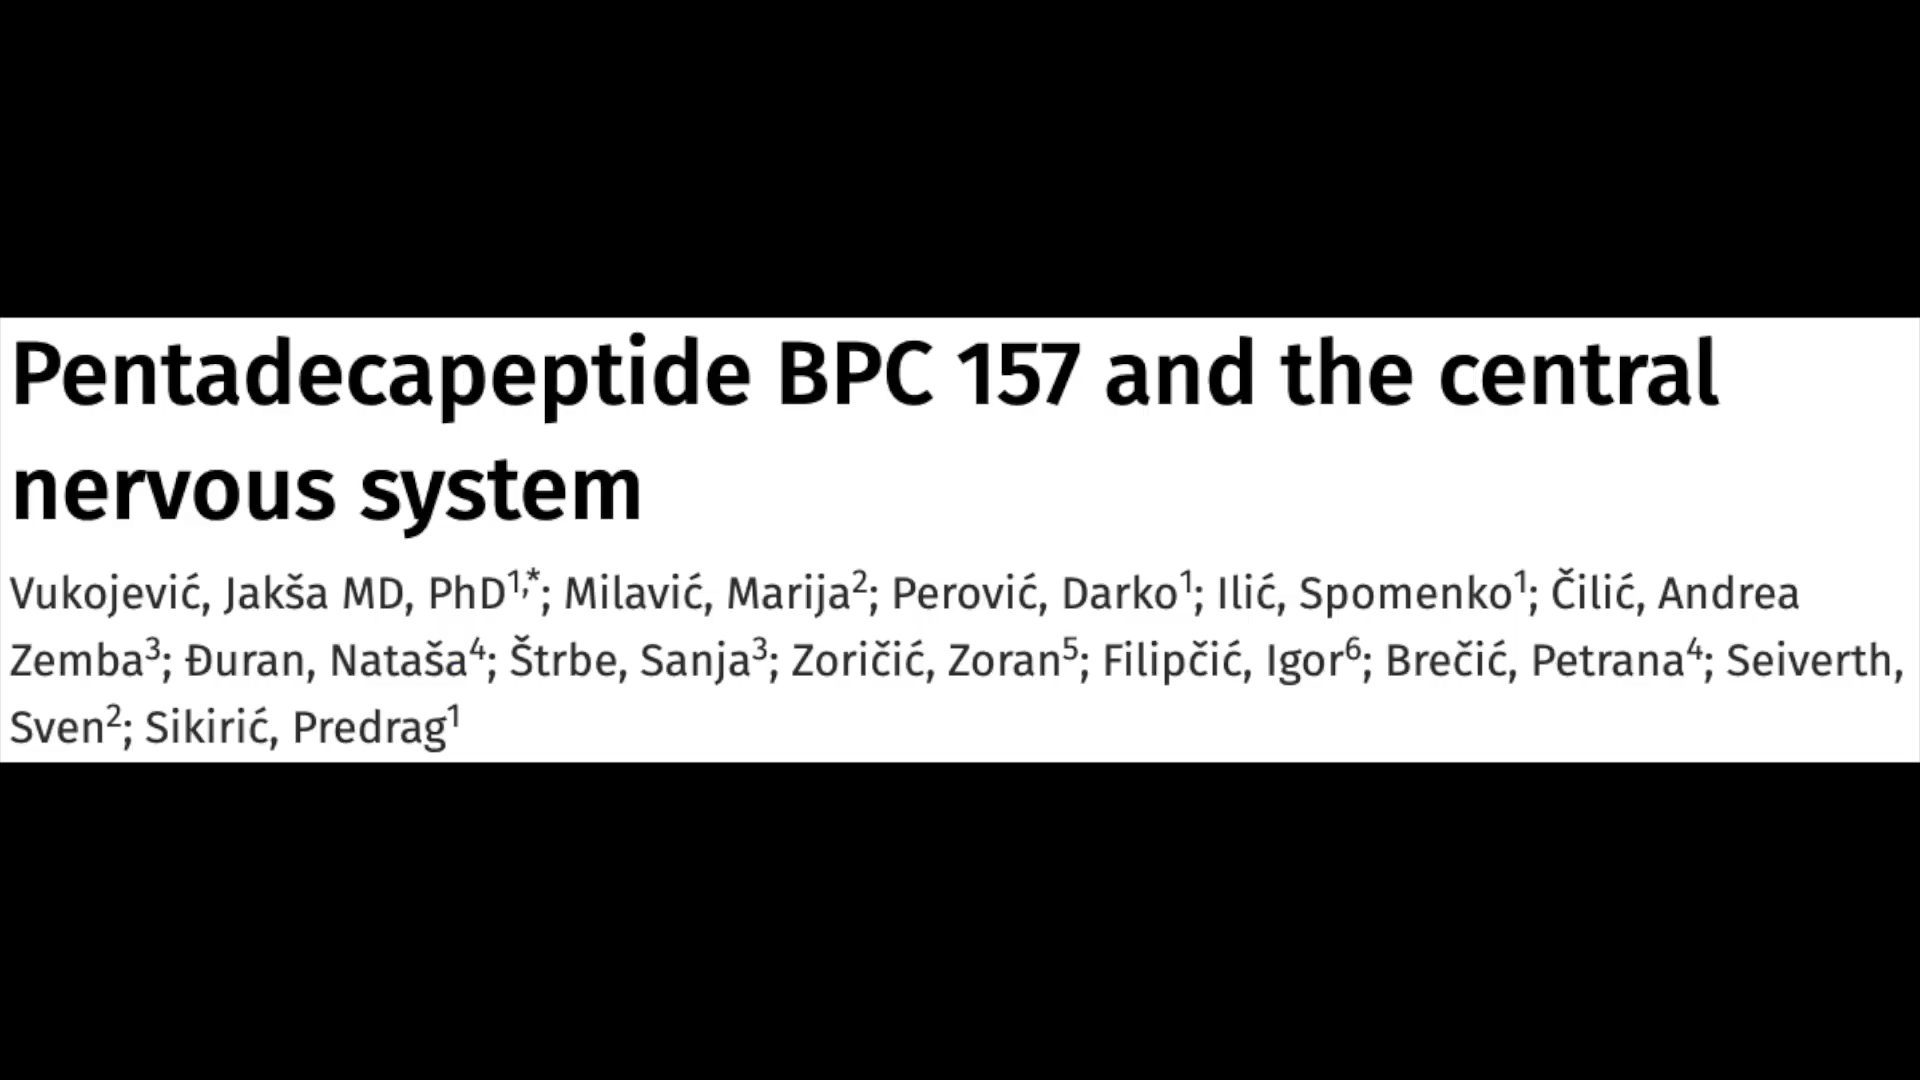 Pentadecapeptide BPC 157 and the central
nervous system
Vukojević, Jakša MD, PhD1,*; Milavić, Marija2; Perović, Darko1; Ilić, Spomenko1; Čilić, Andrea
Zemba3; Đuran, Nataša4; Štrbe, Sanja3; Zoričić, Zoran5; Filipčić, Igor6; Brečić, Petrana4; Seiverth,
Sven2; Sikirić, Predrag1